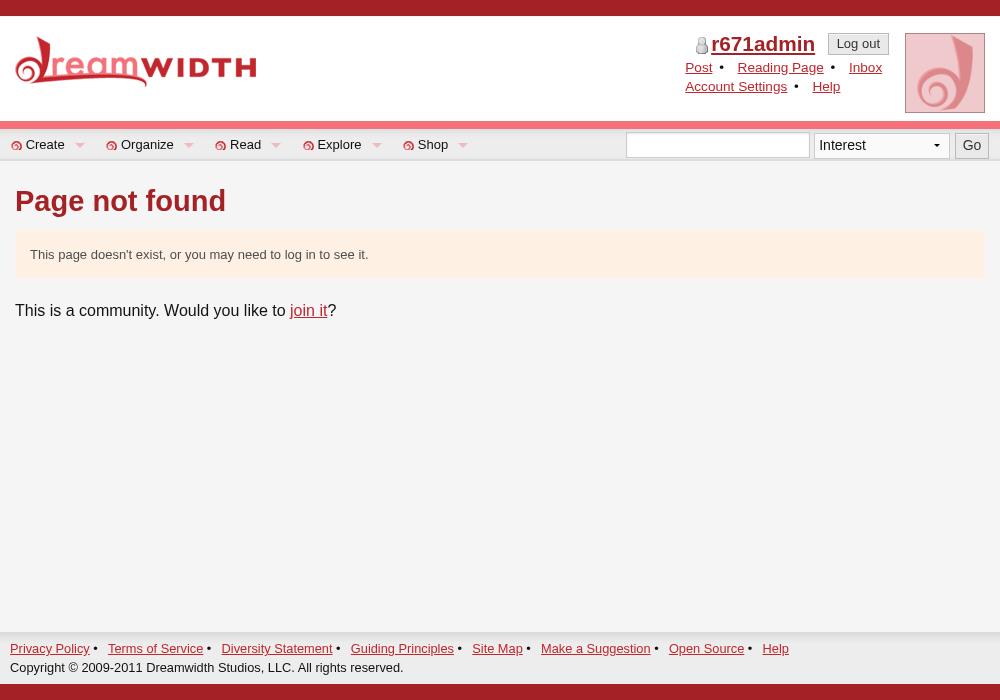 dreamWIDTH
r671admin Log out
Post • Reading Page • Inbox
Account Settings • Help
Create Organize Read Explore Shop Interest Go
Page not found
This page doesn't exist, or you may need to log in to see it.
This is a community. Would you like to join it?
Privacy Policy • Terms of Service • Diversity Statement • Guiding Principles • Site Map • Make a Suggestion • Open Source • Help
Copyright © 2009-2011 Dreamwidth Studios, LLC. All rights reserved.